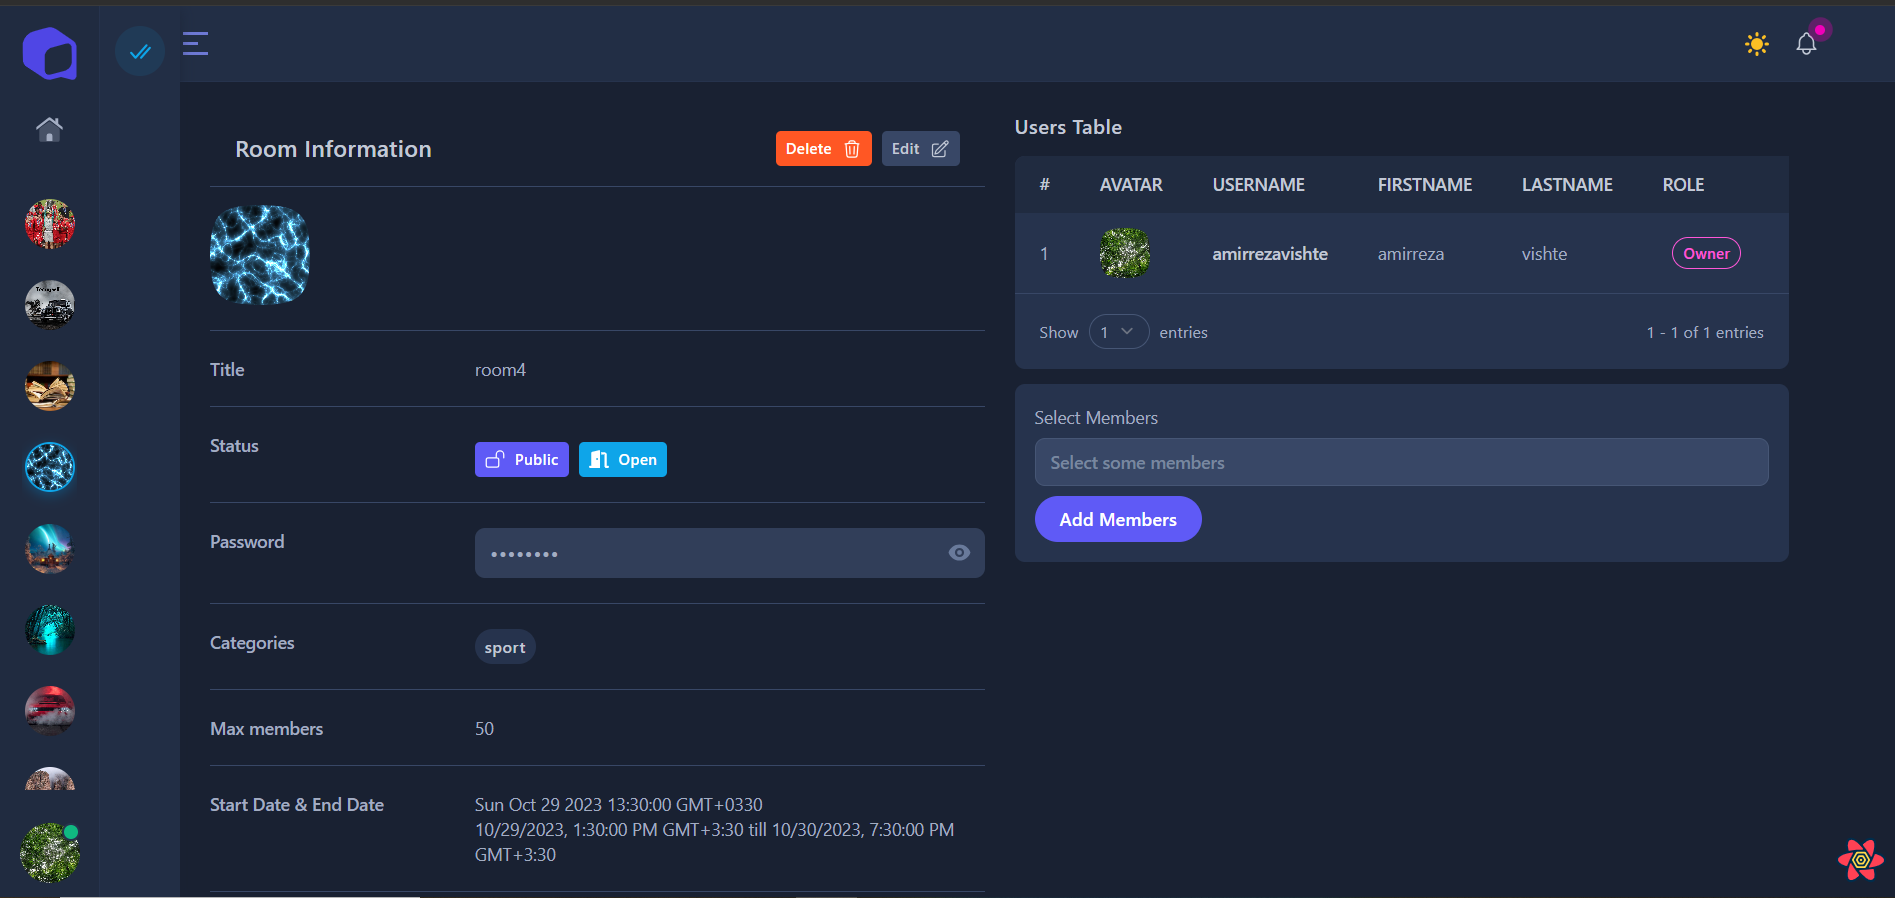 Room Information
Delete
Edit
Title
room4
Status
Public
Open
Password
••••••••
Categories
sport
Max members
50
Start Date & End Date
Sun Oct 29 2023 13:30:00 GMT+0330
10/29/2023, 1:30:00 PM GMT+3:30 till 10/30/2023, 7:30:00 PM
GMT+3:30
Users Table
# AVATAR USERNAME FIRSTNAME LASTNAME ROLE
1 amirrezavishte amirreza vishte Owner
Show 1 entries 1 - 1 of 1 entries
Select Members
Select some members
Add Members